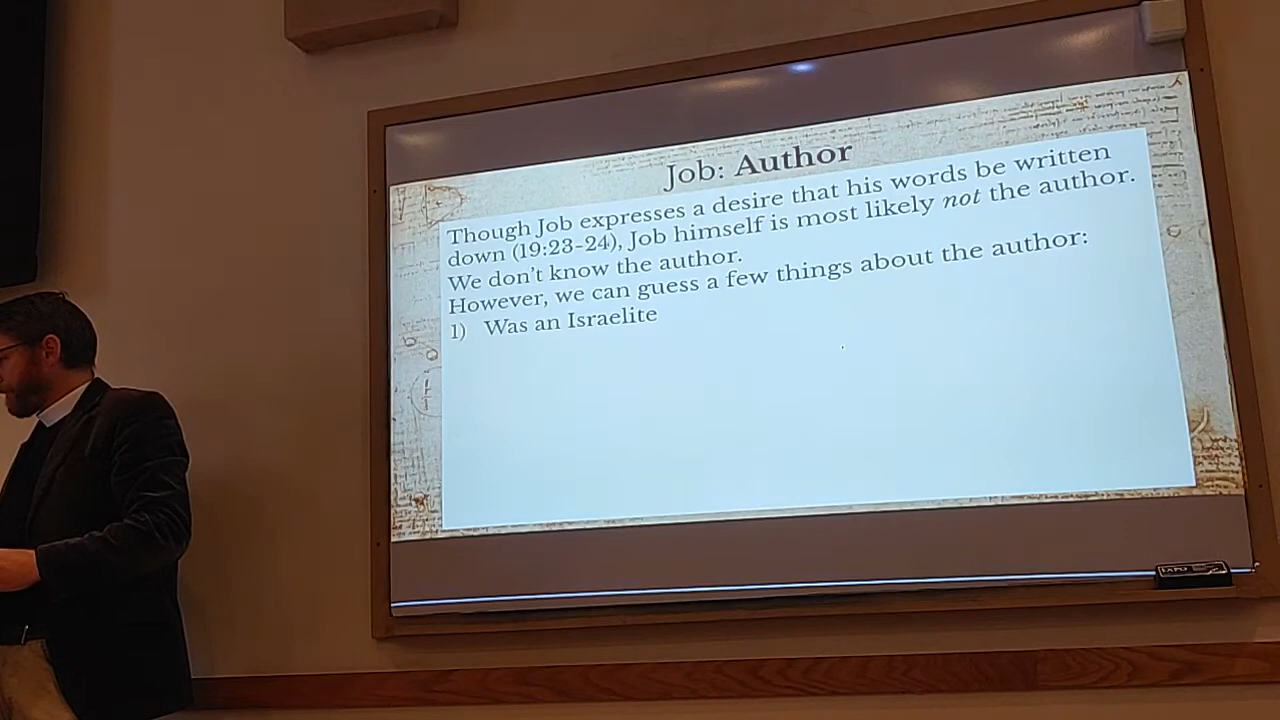 Job: Author
Though Job expresses a desire that his words be written
down (19:23-24), Job himself is most likely not the author.
We don't know the author.
However, we can guess a few things about the author:
1) Was an Israelite
EXPO